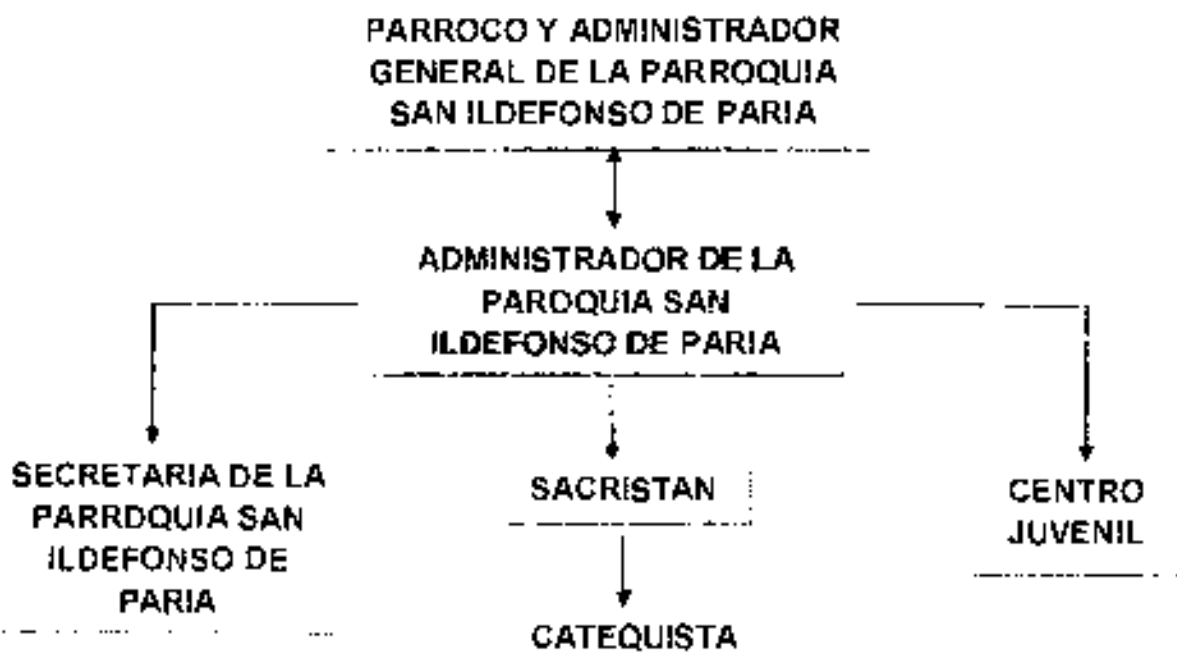 PARROCO Y ADMINISTRADOR
GENERAL DE LA PARROQUIA
SAN ILDEFONSO DE PARIA
ADMINISTRADOR DE LA
PAROQUIA SAN
ILDEFONSO DE PARIA
SECRETARIA DE LA
PARROQUIA SAN
ILDEFONSO DE
PARIA
SACRISTAN
CENTRO
JUVENIL
CATEQUISTA